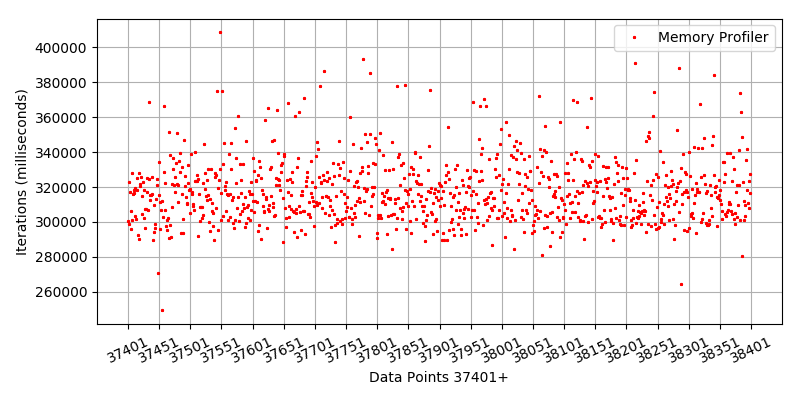 Memory Profiler
400000
380000
360000
340000
320000
300000
280000
260000
Iterations (milliseconds)
37401 37451 37501 37551 37601 37651 37701 37751 37801 37851 37901 37951 38001 38051 38101 38151 38201 38251 38301 38351 38401
Data Points 37401+